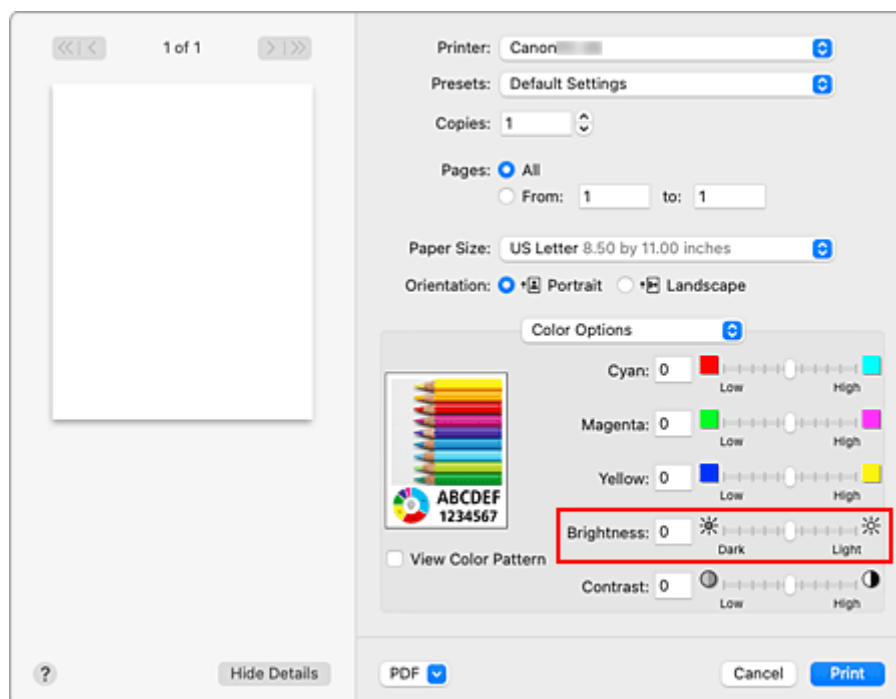 1 of 1
Printer: Canon
Presets: Default Settings
Copies: 1
Pages: All
From: 1 to: 1
Paper Size: US Letter 8.50 by 11.00 inches
Orientation: Portrait Landscape
Color Options
Cyan: 0
Low High
Magenta: 0
Low High
Yellow: 0
Low High
ABCDEF
1234567
Brightness: 0
Dark Light
View Color Pattern
Contrast: 0
Low High
? Hide Details PDF Cancel Print